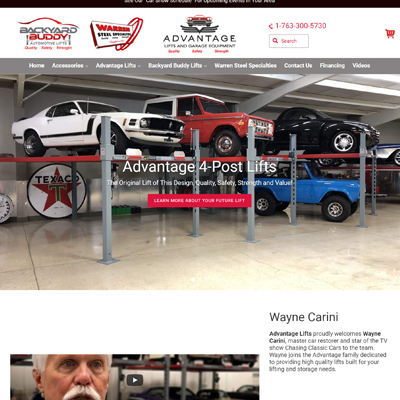 See Our "Car Show Schedule" For Upcoming Events In Your Area
BACKYARD
BUDDY
AUTOMOTIVE LIFTS
Quality Safety Strength
WARREN
STEEL SPECIALTIES
Quality Safety Strength
ADVANTAGE
LIFTS AND GARAGE EQUIPMENT
Quality Safety Strength
1-763-300-5730
SEARCH
Home Accessories Advantage Lifts Backyard Buddy Lifts Warren Steel Specialties Contact Us Financing Videos
TEXACO
T
Advantage 4-Post Lifts
The Original Lift of This Design, Quality, Safety, Strength and Value!
LEARN MORE ABOUT YOUR FUTURE LIFT
Wayne Carini
Advantage Lifts proudly welcomes Wayne
Carini, master car restorer and star of the TV
show Chasing Classic Cars to the team.
Wayne joins the Advantage family dedicated
to providing high quality lifts built for your
lifting and storage needs.